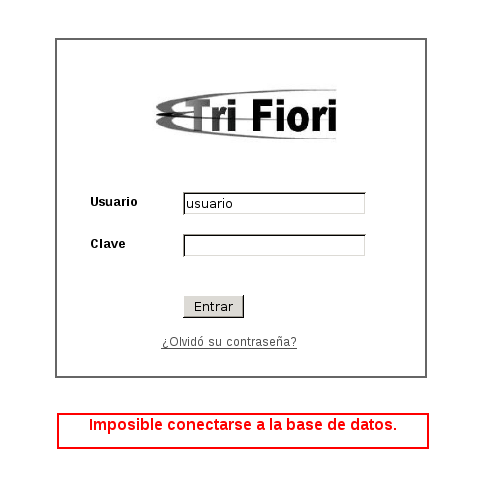 Tri Fiori
Usuario
usuario
Clave
Entrar
¿Olvidó su contraseña?
Imposible conectarse a la base de datos.